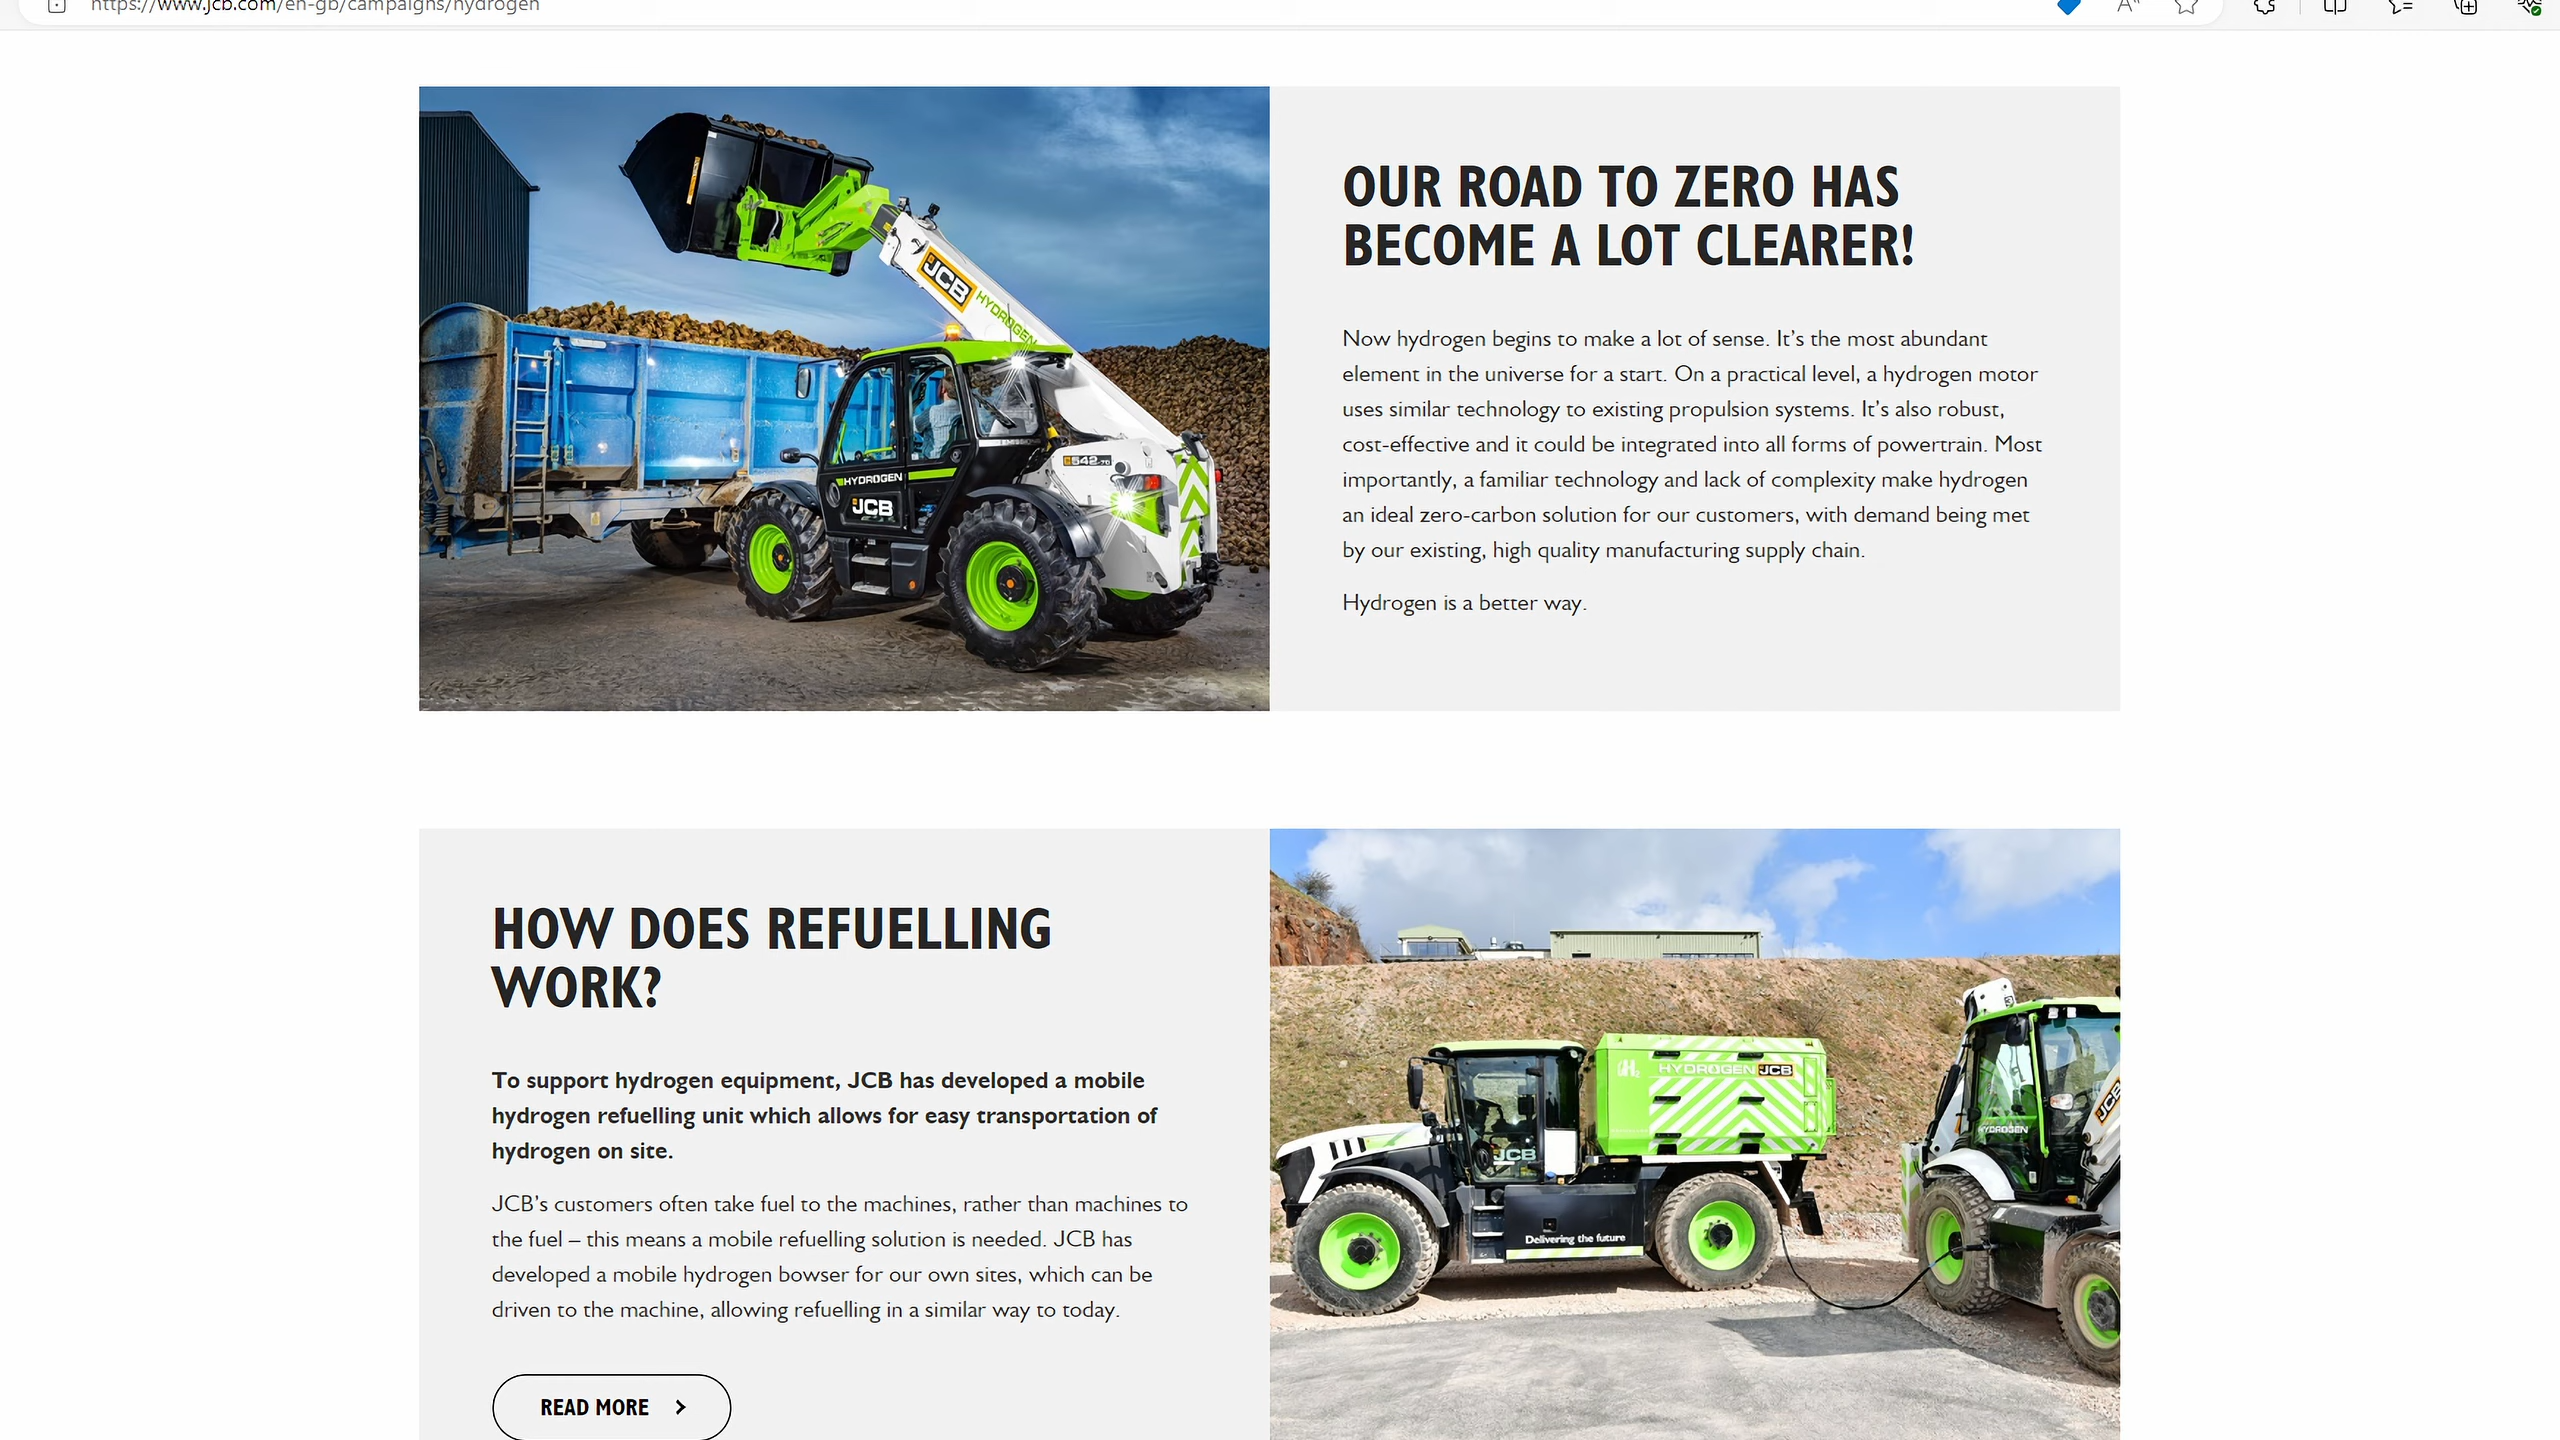 https://www.jcb.com/en-gb/campaigns/hydrogen
JCB
HYDROGEN
542-70
HYDROGEN
JCB
OUR ROAD TO ZERO HAS
BECOME A LOT CLEARER!
Now hydrogen begins to make a lot of sense. It’s the most abundant
element in the universe for a start. On a practical level, a hydrogen motor
uses similar technology to existing propulsion systems. It’s also robust,
cost-effective and it could be integrated into all forms of powertrain. Most
importantly, a familiar technology and lack of complexity make hydrogen
an ideal zero-carbon solution for our customers, with demand being met
by our existing, high quality manufacturing supply chain.
Hydrogen is a better way.
HOW DOES REFUELLING
WORK?
To support hydrogen equipment, JCB has developed a mobile
hydrogen refuelling unit which allows for easy transportation of
hydrogen on site.
JCB’s customers often take fuel to the machines, rather than machines to
the fuel – this means a mobile refuelling solution is needed. JCB has
developed a mobile hydrogen bowser for our own sites, which can be
driven to the machine, allowing refuelling in a similar way to today.
READ MORE
H2 HYDROGEN JCB
JCB
Delivering the future
HYDROGEN
JCB